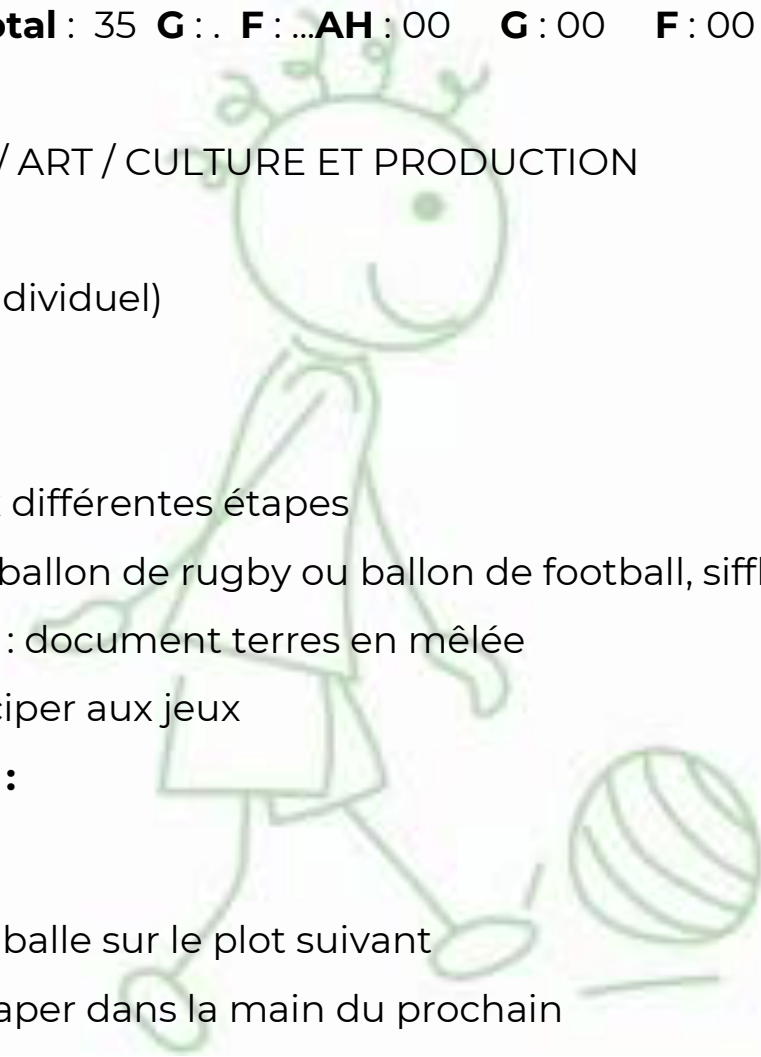 otal : 35 G : . F : ...AH : 00 G : 00 F : 00
/ ART / CULTURE ET PRODUCTION
dividuel)
différentes étapes
ballon de rugby ou ballon de football, siffl
: document terres en mêlée
ciper aux jeux
:
balle sur le plot suivant
aper dans la main du prochain